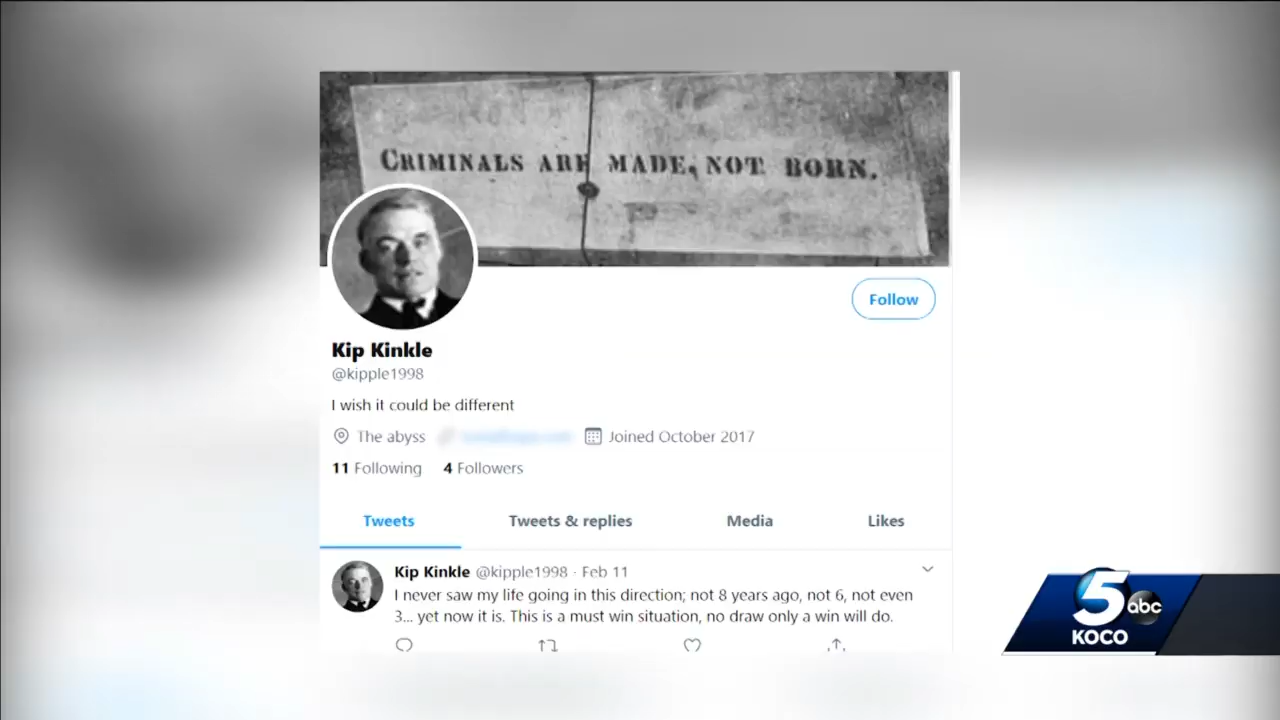 CRIMINALS ARE MADE, NOT BORN.
Follow
Kip Kinkle
@kipple1998
I wish it could be different
The abyss Joined October 2017
11 Following 4 Followers
Tweets Tweets & replies Media Likes
Kip Kinkle @kipple1998 · Feb 11
I never saw my life going in this direction; not 8 years ago, not 6, not even
3... yet now it is. This is a must win situation, no draw only a win will do.
5 abc
KOCO